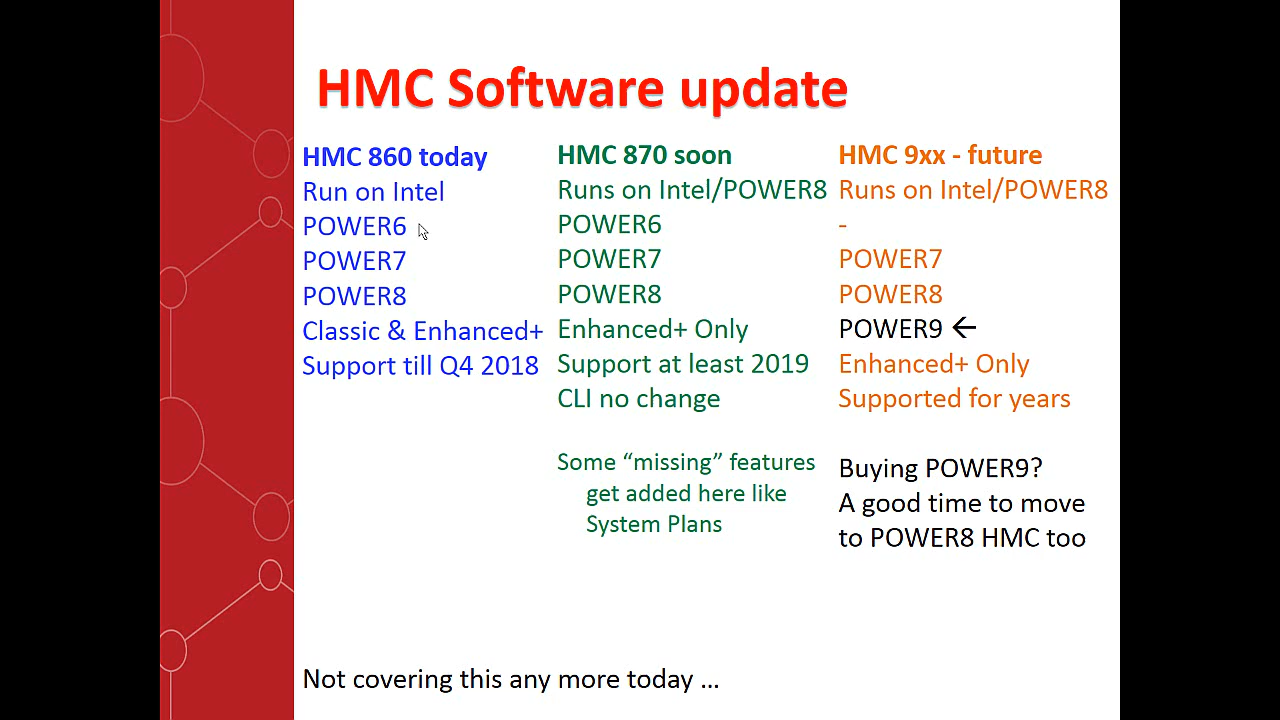 HMC Software update
HMC 860 today
Run on Intel
POWER6
POWER7
POWER8
Classic & Enhanced+
Support till Q4 2018
HMC 870 soon
Runs on Intel/POWER8
POWER6
POWER7
POWER8
Enhanced+ Only
Support at least 2019
CLI no change
Some “missing” features
get added here like
System Plans
HMC 9xx - future
Runs on Intel/POWER8
-
POWER7
POWER8
POWER9 ←
Enhanced+ Only
Supported for years
Buying POWER9?
A good time to move
to POWER8 HMC too
Not covering this any more today ...